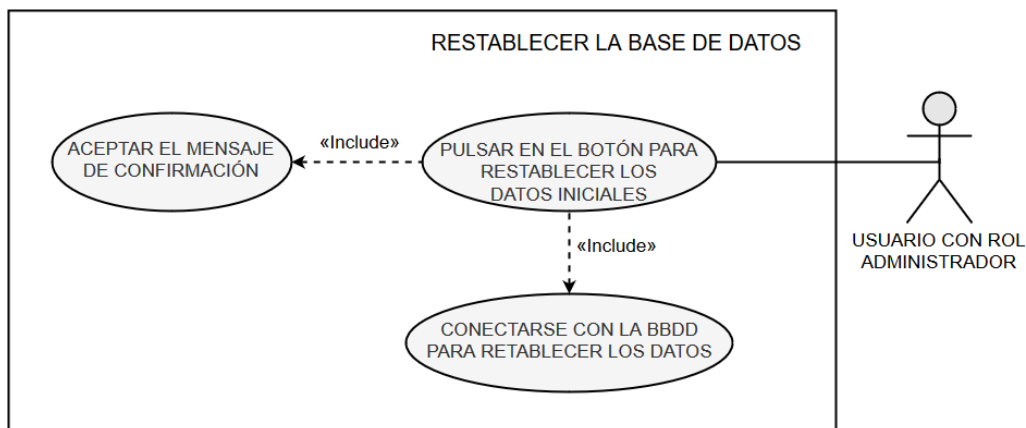 RESTABLECER LA BASE DE DATOS
ACEPTAR EL MENSAJE
DE CONFIRMACIÓN
«Include»
PULSAR EN EL BOTÓN PARA
RESTABLECER LOS
DATOS INICIALES
«Include»
CONECTARSE CON LA BBDD
PARA RETABLECER LOS DATOS
USUARIO CON ROL
ADMINISTRADOR